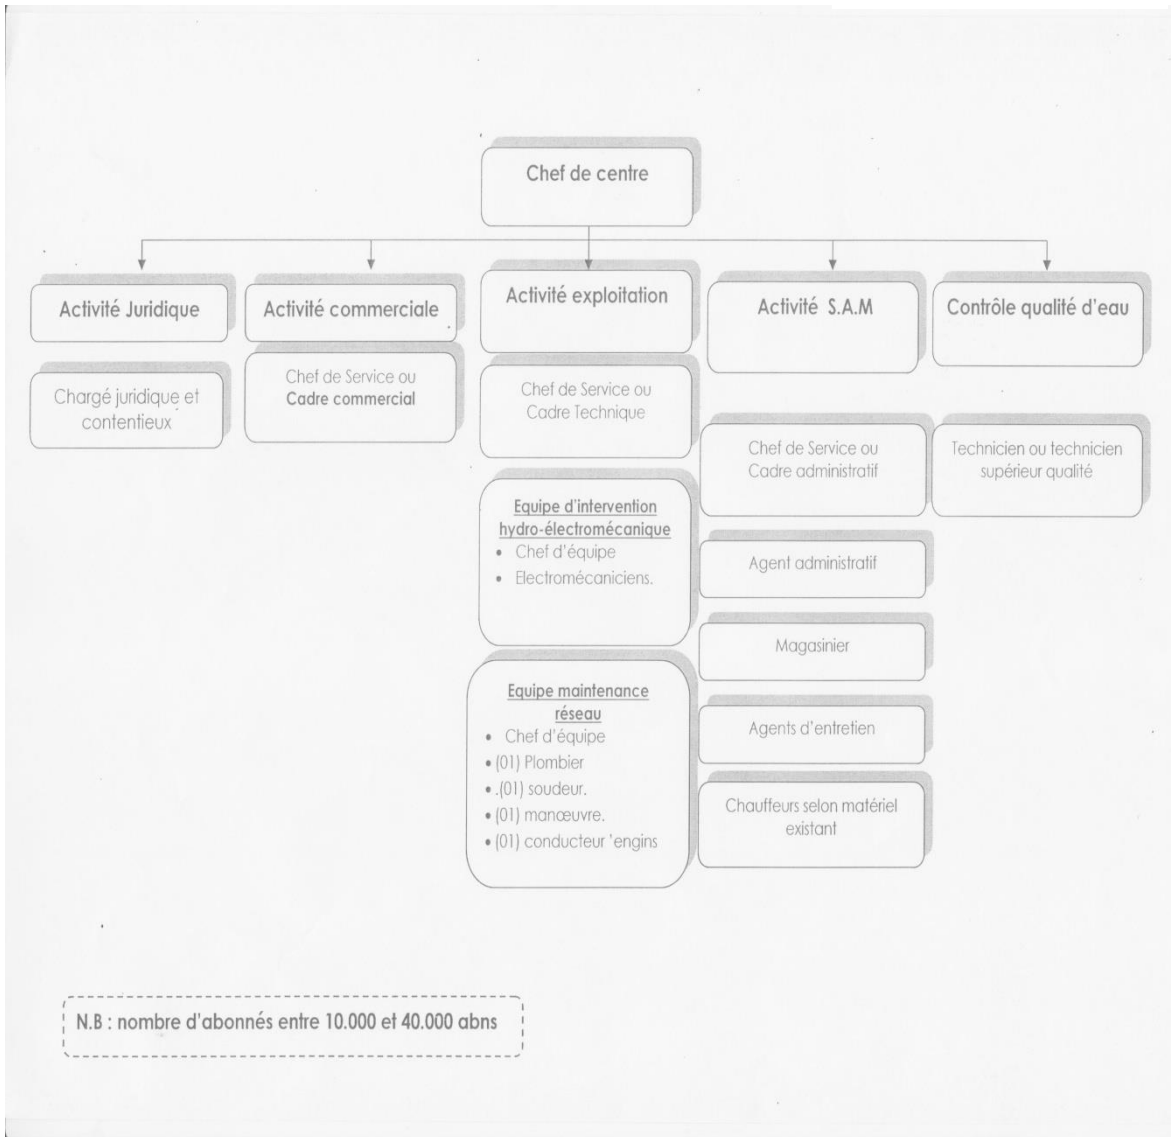 Chef de centre
Activité Juridique
Chargé juridique et
contentieux
Activité commerciale
Chef de Service ou
Cadre commercial
Activité exploitation
Chef de Service ou
Cadre Technique
Equipe d'intervention
hydro-électromécanique
• Chef d'équipe
• Electromécaniciens.
Equipe maintenance
réseau
• Chef d'équipe
• (01) Plombier
• .(01) soudeur.
• (01) manœuvre.
• (01) conducteur 'engins
Activité S.A.M
Chef de Service ou
Cadre administratif
Agent administratif
Magasinier
Agents d'entretien
Chauffeurs selon matériel
existant
Contrôle qualité d'eau
Technicien ou technicien
supérieur qualité
N.B : nombre d'abonnés entre 10.000 et 40.000 abns